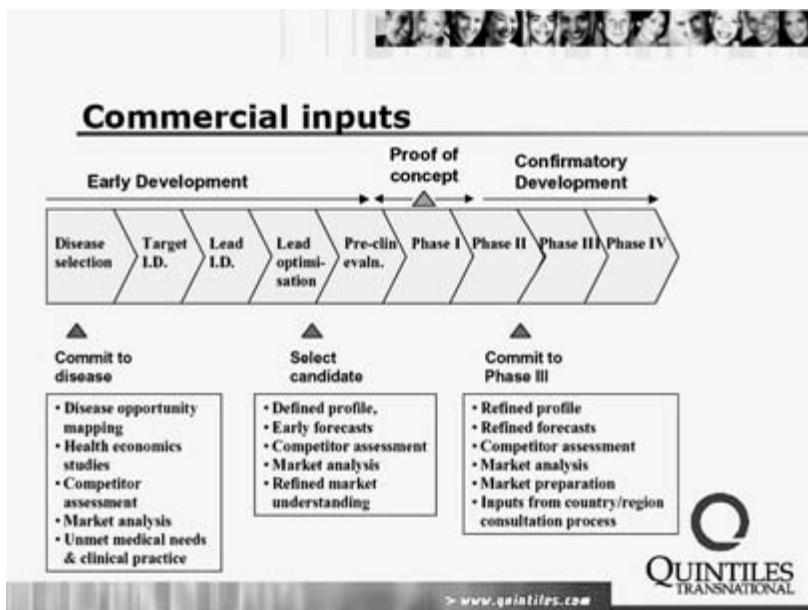 Commercial inputs
Early Development
Proof of
concept
Confirmatory
Development
Disease
selection
Target
I.D.
Lead
I.D.
Lead
optimi-
sation
Pre-clin
evaln.
Phase I
Phase II
Phase III
Phase IV
Commit to
disease
• Disease opportunity
mapping
• Health economics
studies
• Competitor
assessment
• Market analysis
• Unmet medical needs
& clinical practice
Select
candidate
• Defined profile,
• Early forecasts
• Competitor assessment
• Market analysis
• Refined market
understanding
Commit to
Phase III
• Refined profile
• Refined forecasts
• Competitor assessment
• Market analysis
• Market preparation
• Inputs from country/region
consultation process
QUINTILES
TRANSNATIONAL
> www.quintiles.com